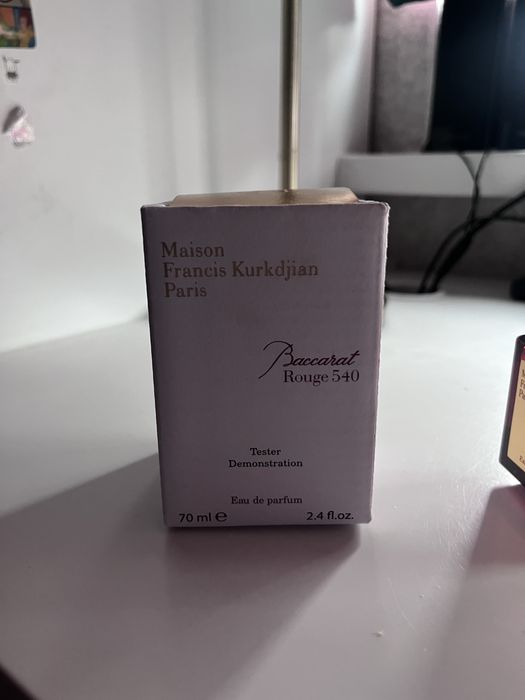 Maison
Francis Kurkdjian
Paris
Baccarat
Rouge 540
Tester
Demonstration
Eau de parfum
70 ml ℮ 2.4 fl.oz.